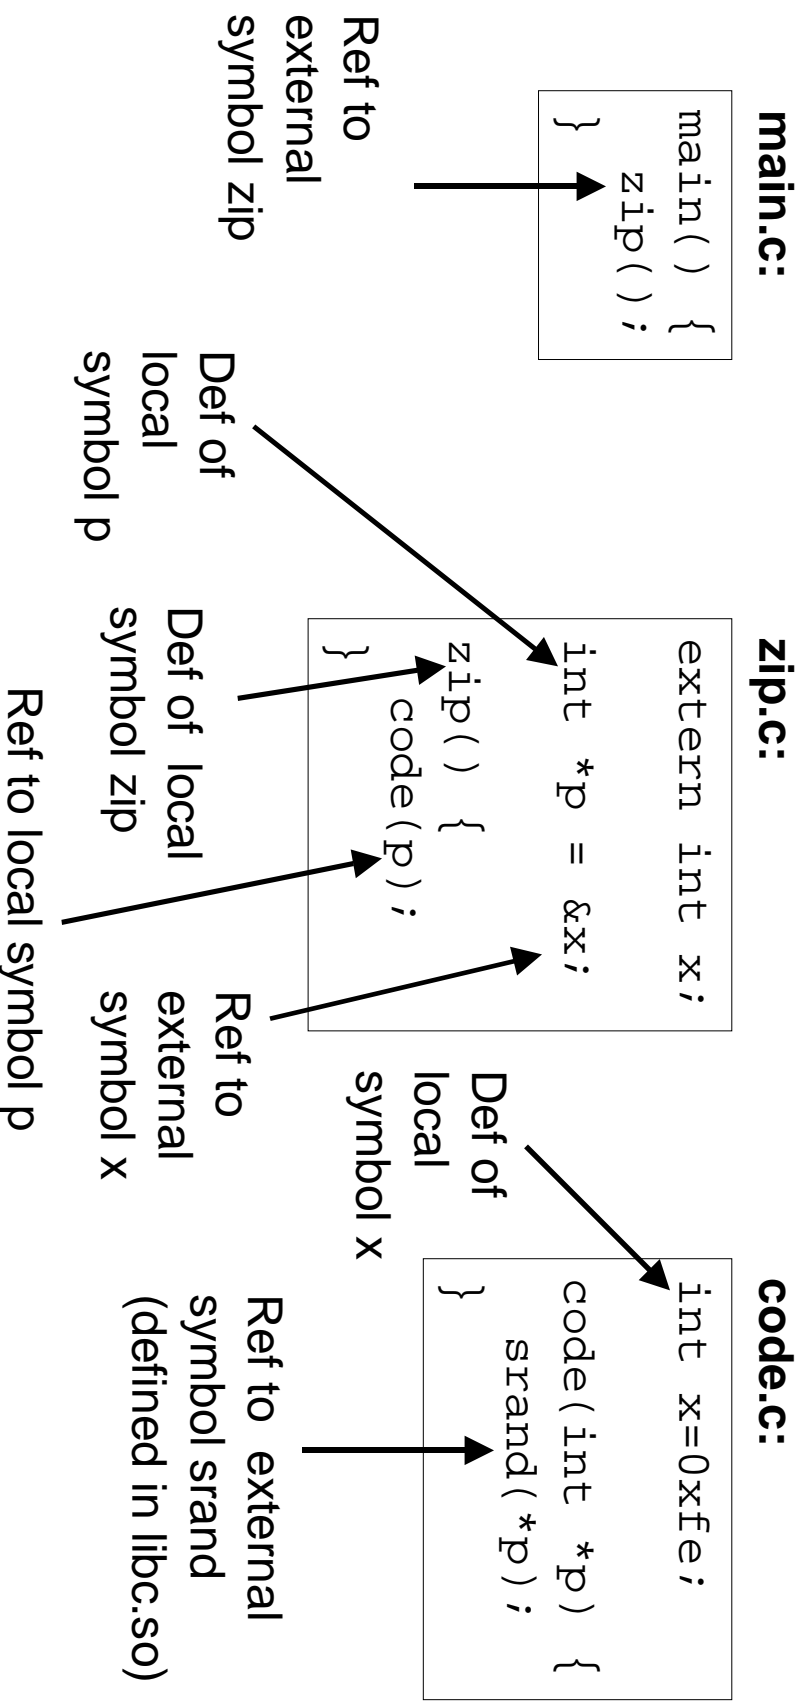 main.c:
main() {
zip();
}
Ref to
external
symbol zip
zip.c:
extern int x;
int *p = &x;
zip() {
code(p);
}
Def of
local
symbol p
Def of local
symbol zip
Ref to local symbol p
Ref to
external
symbol x
code.c:
int x=0xfe;
code(int *p) {
srand(*p);
}
Def of
local
symbol x
Ref to external
symbol srand
(defined in libc.so)